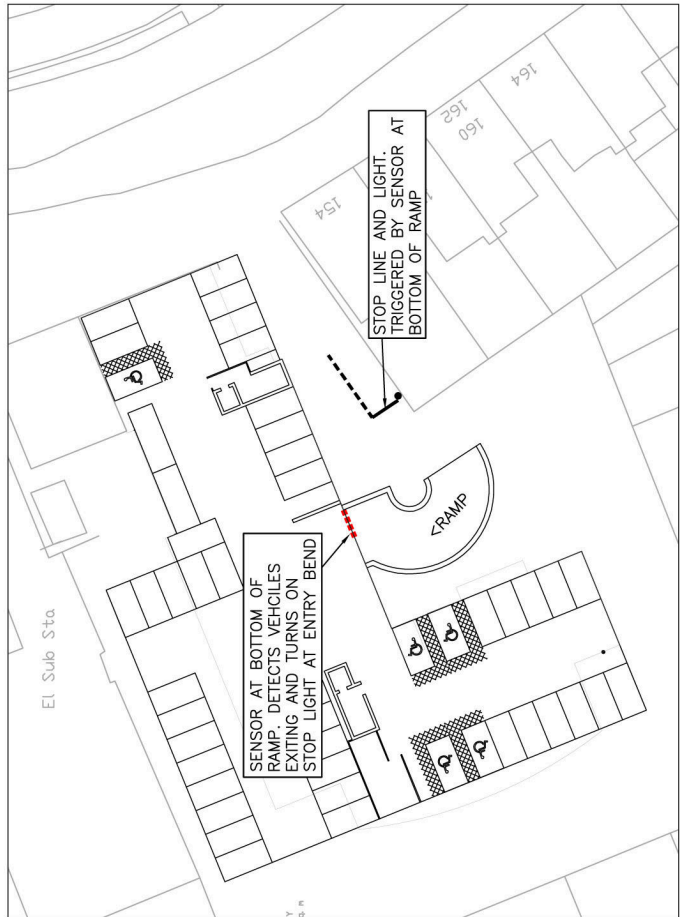 El Sub Sta
SENSOR AT BOTTOM OF
RAMP. DETECTS VEHCILES
EXITING AND TURNS ON
STOP LIGHT AT ENTRY BEND
STOP LINE AND LIGHT.
TRIGGERED BY SENSOR AT
BOTTOM OF RAMP
<RAMP
154
160
162
164